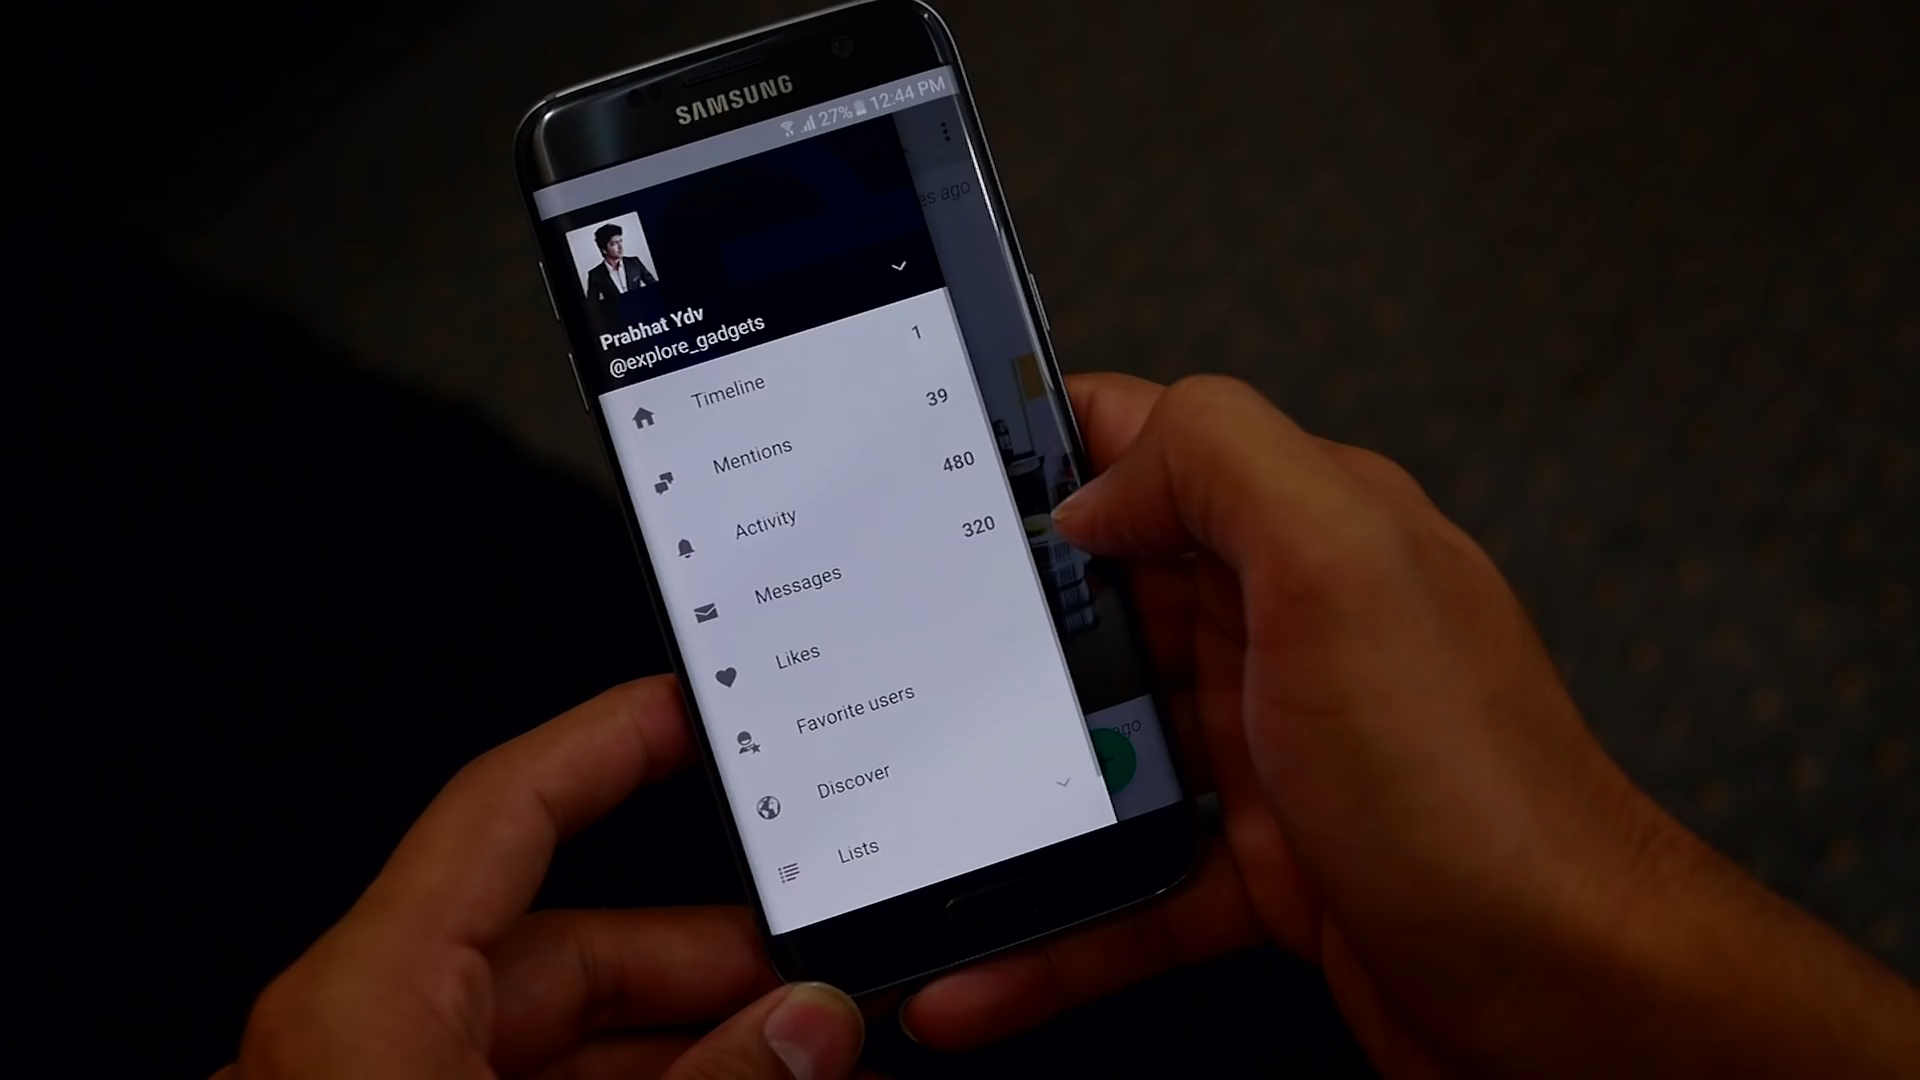 SAMSUNG
27% 12:44 PM
es ago
Prabhat Ydv
@explore_gadgets
Timeline 1
Mentions 39
Activity 480
Messages 320
Likes
Favorite users
ago
Discover
Lists